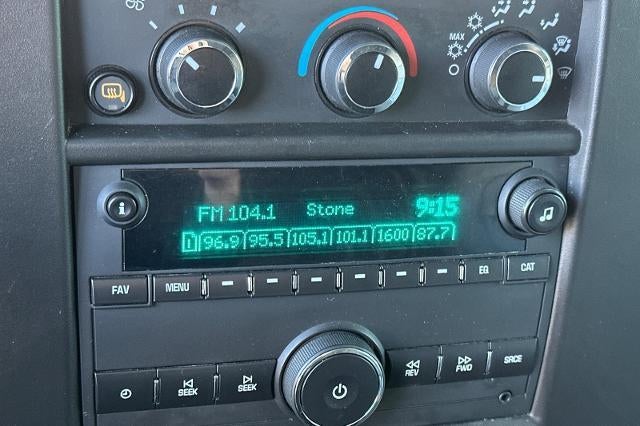 MAX
FM 104.1 Stone 9:15
1 96.9 95.5 105.1 101.1 1600 87.7
FAV MENU EQ CAT
SEEK SEEK REV FWD SRCE